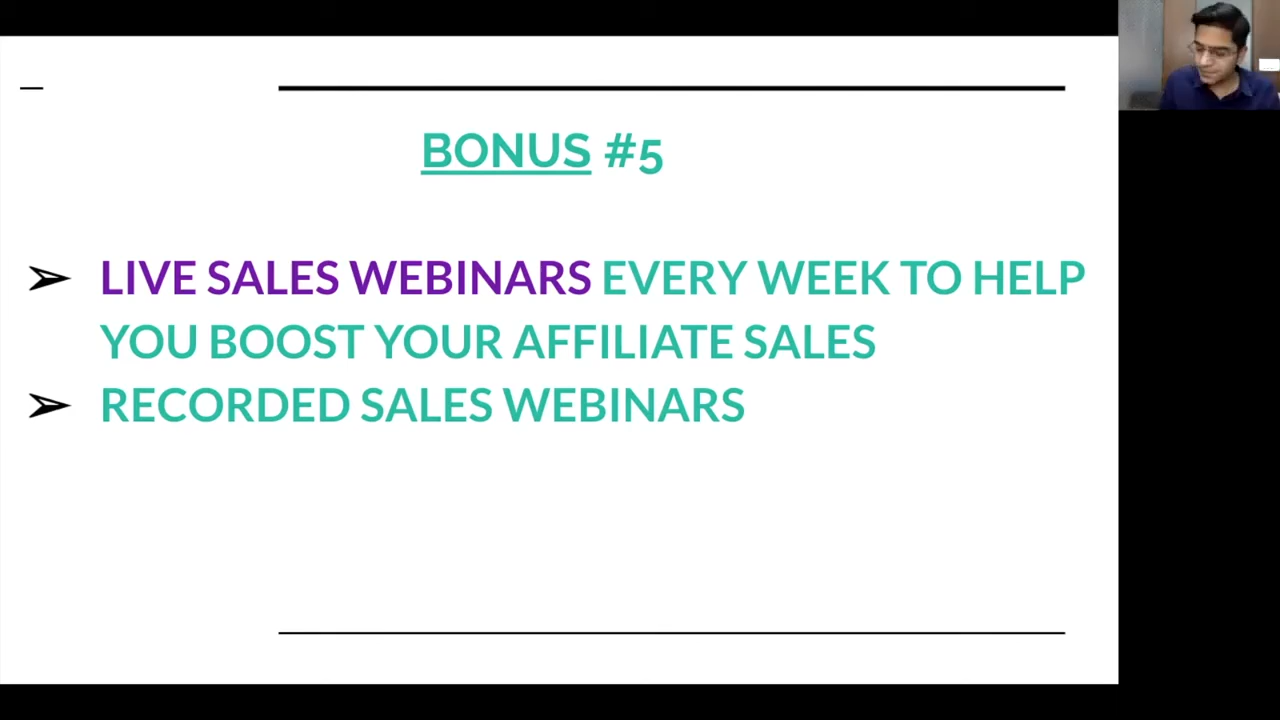 BONUS #5
LIVE SALES WEBINARS EVERY WEEK TO HELP
YOU BOOST YOUR AFFILIATE SALES
RECORDED SALES WEBINARS